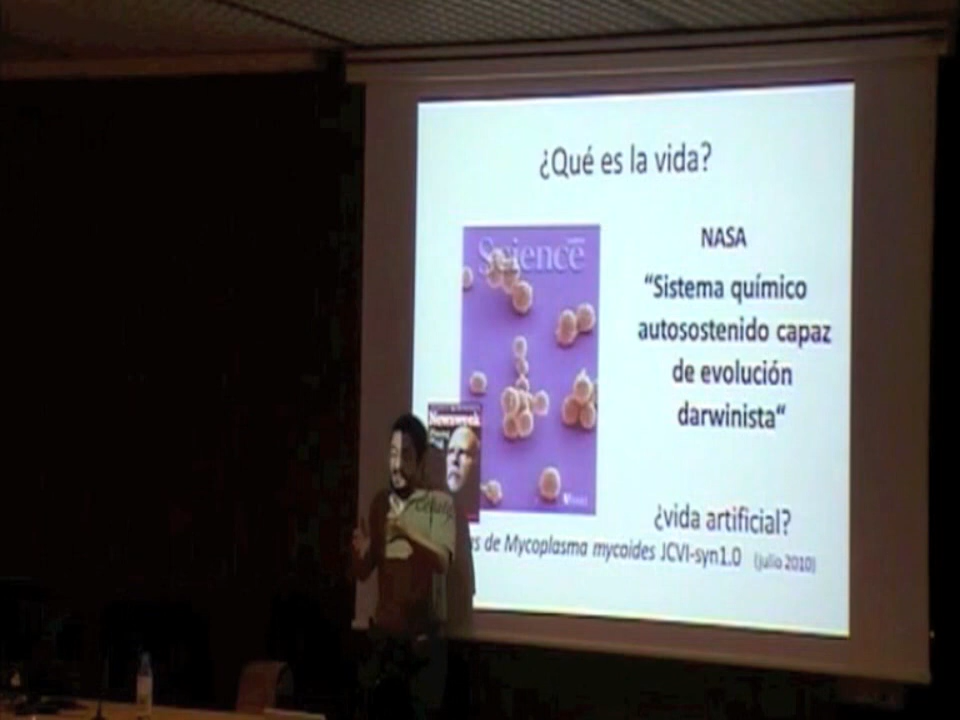 ¿Qué es la vida?
Science
NASA
“Sistema químico
autosostenido capaz
de evolución
darwinista“
Newsweek
¿vida artificial?
de Mycoplasma mycoides JCVI-syn1.0 (julio 2010)